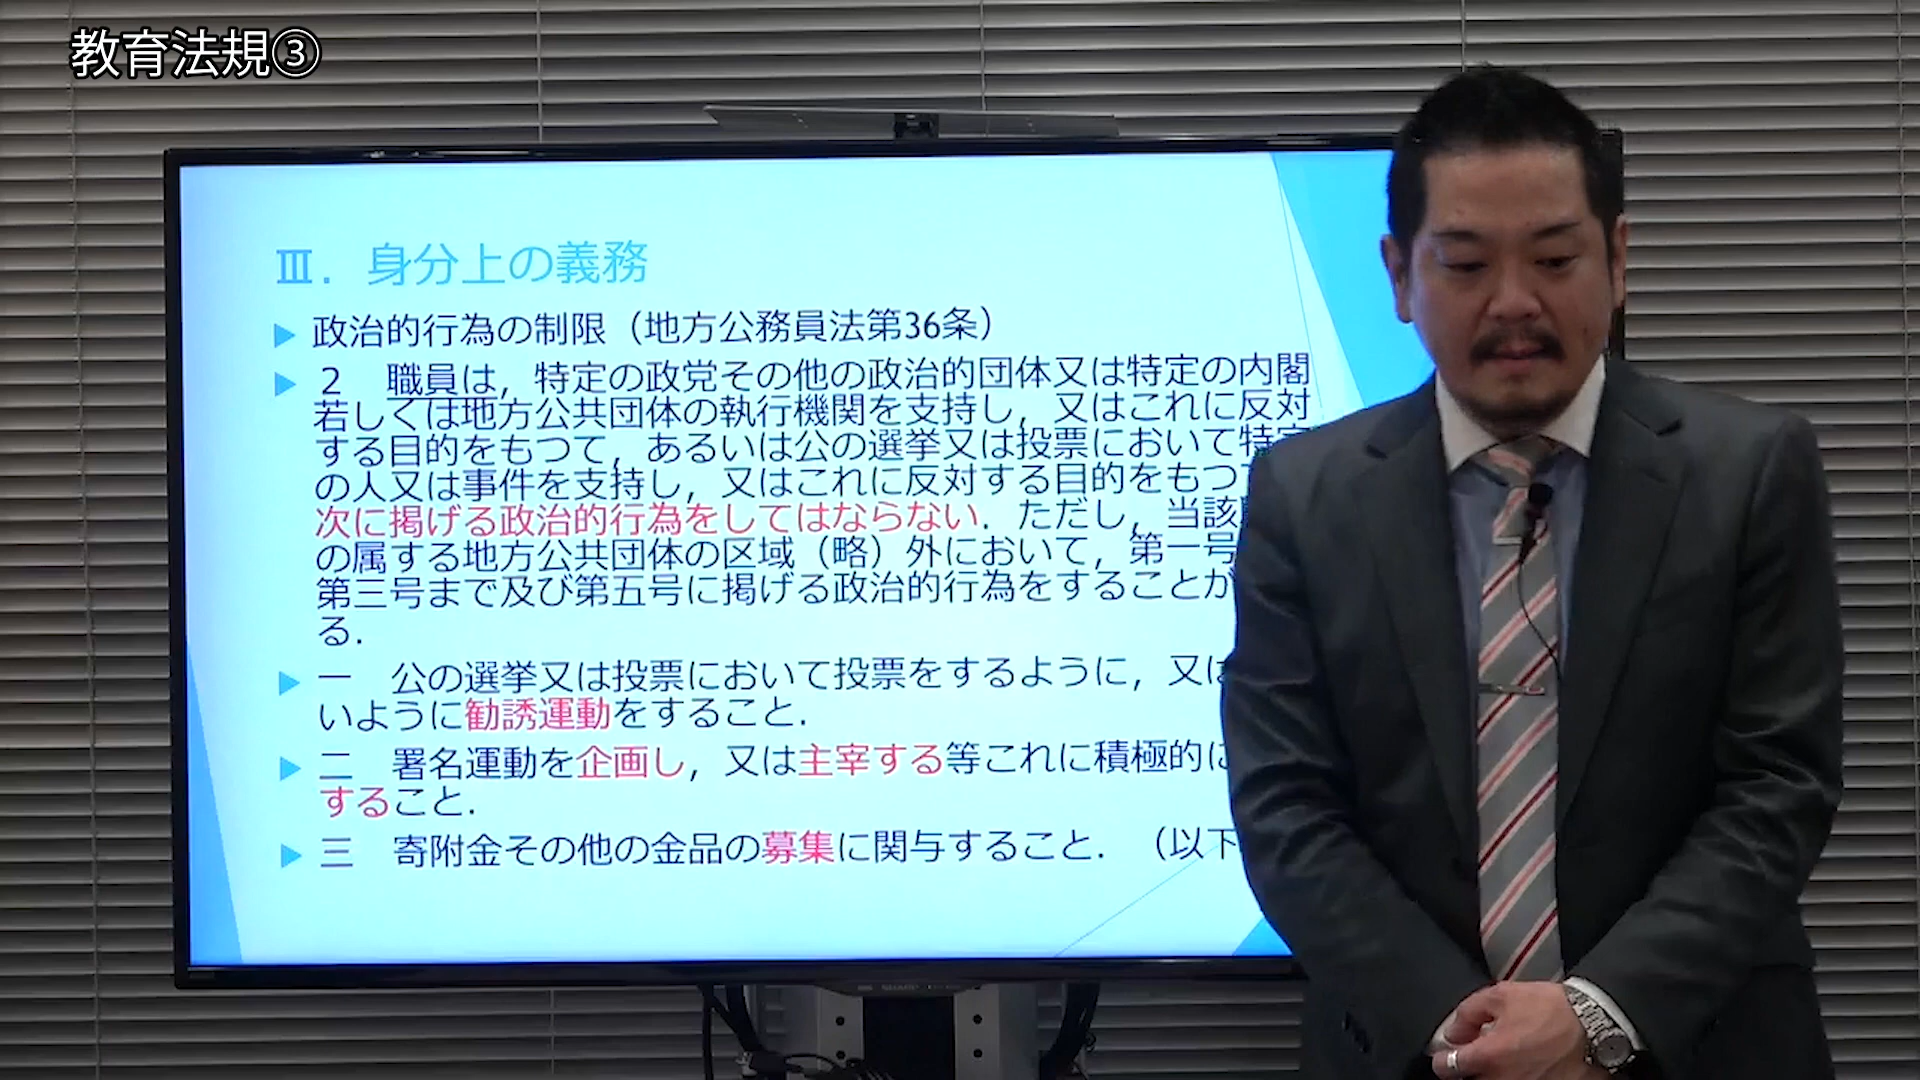 教育法規③
Ⅲ．身分上の義務
政治的行為の制限（地方公務員法第36条）
２　職員は，特定の政党その他の政治的団体又は特定の内閣
若しくは地方公共団体の執行機関を支持し，又はこれに反対
する目的をもつて，あるいは公の選挙又は投票において特定
の人又は事件を支持し，又はこれに反対する目的をもつて
次に掲げる政治的行為をしてはならない．ただし，当該
の属する地方公共団体の区域（略）外において，第一号
第三号まで及び第五号に掲げる政治的行為をすることが
る．
一　公の選挙又は投票において投票をするように，又は
いように勧誘運動をすること．
二　署名運動を企画し，又は主宰する等これに積極的に
すること．
三　寄附金その他の金品の募集に関与すること．（以下
SHARP